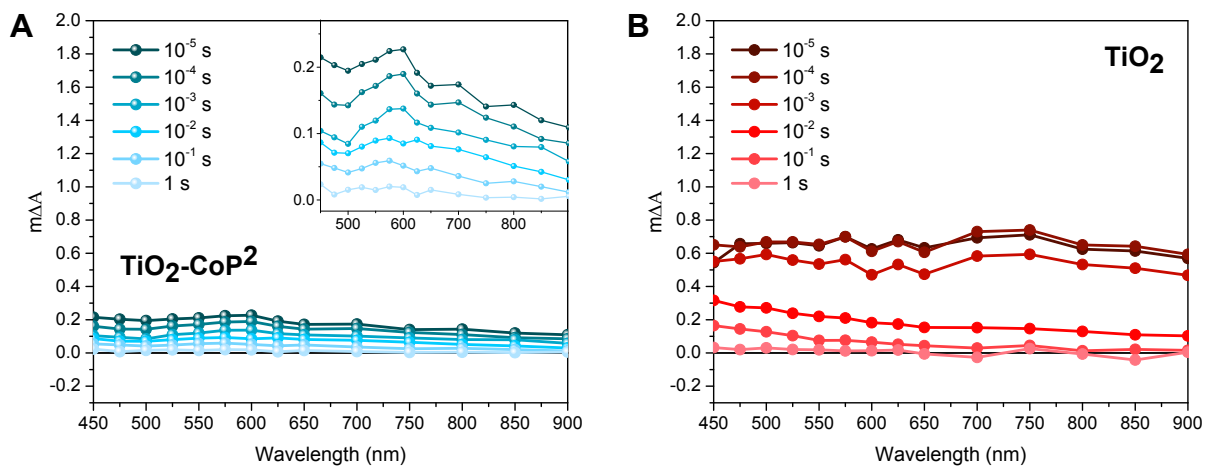 A
mΔA
2.0
1.8
1.6
1.4
1.2
1.0
0.8
0.6
0.4
0.2
0.0
-0.2
10⁻⁵ s
10⁻⁴ s
10⁻³ s
10⁻² s
10⁻¹ s
1 s
TiO₂-CoP²
0.2
0.1
0.0
500 600 700 800
450 500 550 600 650 700 750 800 850 900
Wavelength (nm)
B
mΔA
2.0
1.8
1.6
1.4
1.2
1.0
0.8
0.6
0.4
0.2
0.0
-0.2
10⁻⁵ s
10⁻⁴ s
10⁻³ s
10⁻² s
10⁻¹ s
1 s
TiO₂
450 500 550 600 650 700 750 800 850 900
Wavelength (nm)